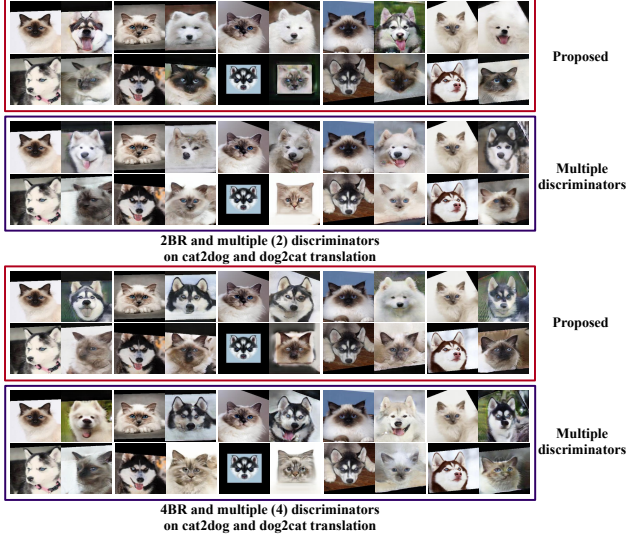 Proposed
Multiple
discriminators
2BR and multiple (2) discriminators
on cat2dog and dog2cat translation
Proposed
Multiple
discriminators
4BR and multiple (4) discriminators
on cat2dog and dog2cat translation